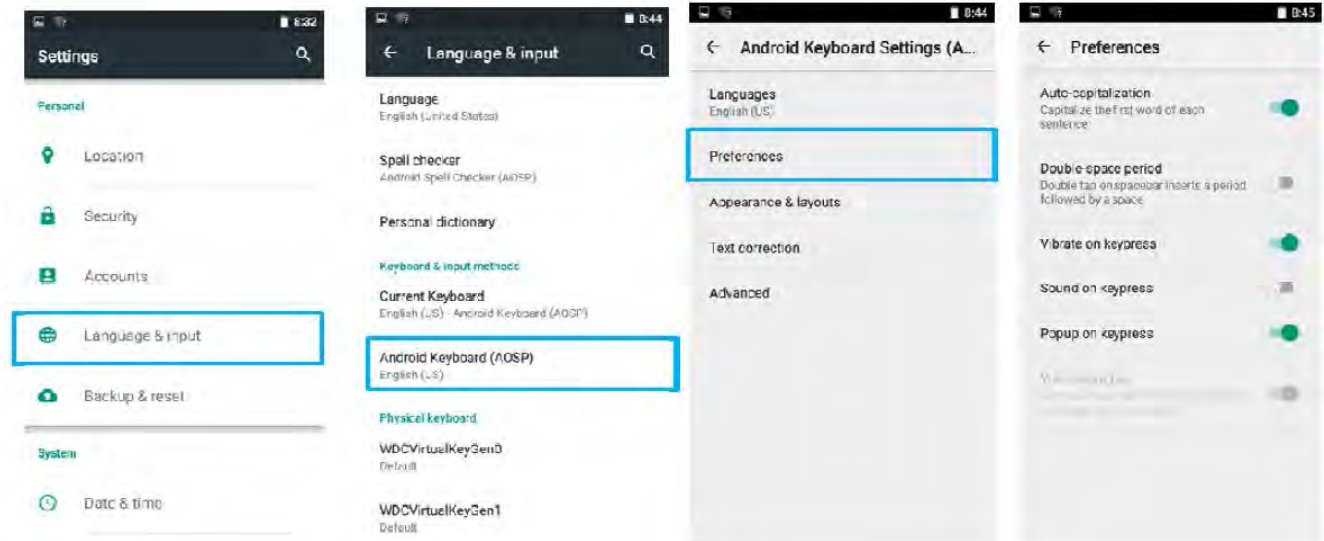 8:32
Settings
Personal
Location
Security
Accounts
Language & input
Backup & reset
System
Date & time
8:44
Language & input
Language
English (United States)
Spell checker
Android Spell Checker (AOSP)
Personal dictionary
Keyboard & input methods
Current Keyboard
English (US) - Android Keyboard (AOSP)
Android Keyboard (AOSP)
English (US)
Physical keyboard
WDCVirtualKeyGen0
Default
WDCVirtualKeyGen1
Default
8:44
Android Keyboard Settings (A...
Languages
English (US)
Preferences
Appearance & layouts
Text correction
Advanced
8:45
Preferences
Auto-capitalization
Capitalize the first word of each
sentence
Double-space period
Double tap on spacebar inserts a period
followed by a space
Vibrate on keypress
Sound on keypress
Popup on keypress